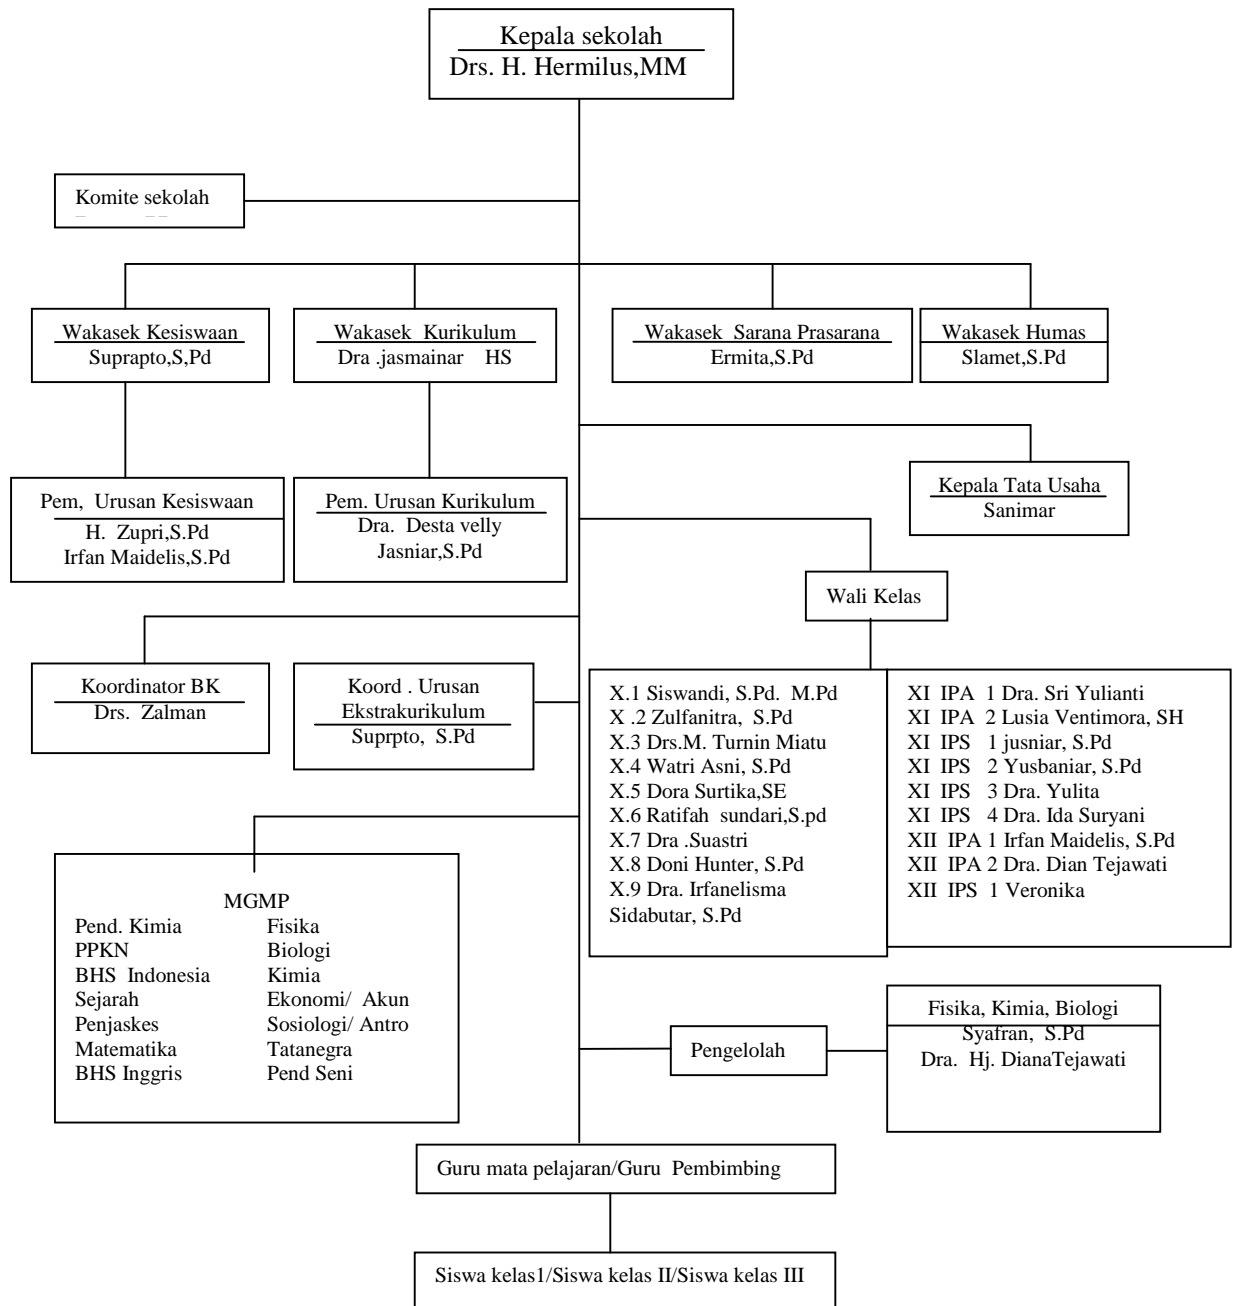 Kepala sekolah
Drs. H. Hermilus,MM
Komite sekolah
Wakasek Kesiswaan
Suprapto,S,Pd
Wakasek Kurikulum
Dra .jasmainar HS
Wakasek Sarana Prasarana
Ermita,S.Pd
Wakasek Humas
Slamet,S.Pd
Pem, Urusan Kesiswaan
H. Zupri,S.Pd
Irfan Maidelis,S.Pd
Pem. Urusan Kurikulum
Dra. Desta velly
Jasniar,S.Pd
Kepala Tata Usaha
Sanimar
Wali Kelas
Koordinator BK
Drs. Zalman
Koord . Urusan
Ekstrakurikulum
Suprpto, S.Pd
X.1 Siswandi, S.Pd. M.Pd
X .2 Zulfanitra, S.Pd
X.3 Drs.M. Turnin Miatu
X.4 Watri Asni, S.Pd
X.5 Dora Surtika,SE
X.6 Ratifah sundari,S.pd
X.7 Dra .Suastri
X.8 Doni Hunter, S.Pd
X.9 Dra. Irfanelisma
Sidabutar, S.Pd
XI IPA 1 Dra. Sri Yulianti
XI IPA 2 Lusia Ventimora, SH
XI IPS 1 jusniar, S.Pd
XI IPS 2 Yusbaniar, S.Pd
XI IPS 3 Dra. Yulita
XI IPS 4 Dra. Ida Suryani
XII IPA 1 Irfan Maidelis, S.Pd
XII IPA 2 Dra. Dian Tejawati
XII IPS 1 Veronika
MGMP
Pend. Kimia Fisika
PPKN Biologi
BHS Indonesia Kimia
Sejarah Ekonomi/ Akun
Penjaskes Sosiologi/ Antro
Matematika Tatanegra
BHS Inggris Pend Seni
Pengelolah
Fisika, Kimia, Biologi
Syafran, S.Pd
Dra. Hj. DianaTejawati
Guru mata pelajaran/Guru Pembimbing
Siswa kelas1/Siswa kelas II/Siswa kelas III